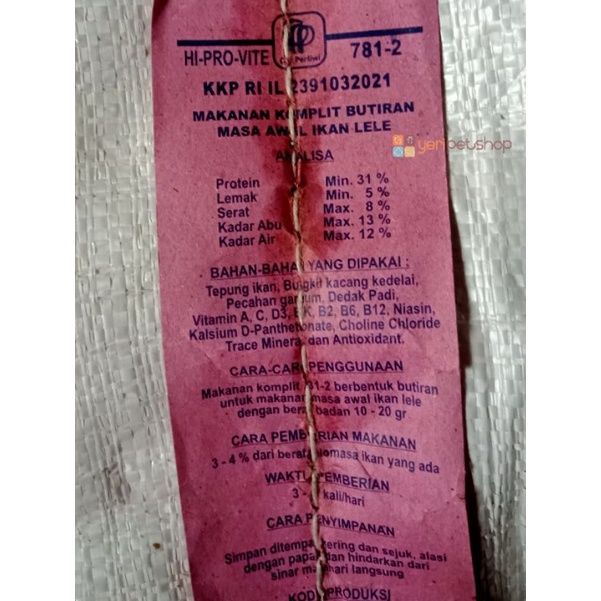 HI-PRO-VITE
781-2
KKP RI IL 2391032021
MAKANAN KOMPLIT BUTIRAN
MASA AWAL IKAN LELE
yeripetshop
ANALISA
Protein Min. 31 %
Lemak Min. 5 %
Serat Max. 8 %
Kadar Abu Max. 13 %
Kadar Air Max. 12 %
BAHAN-BAHAN YANG DIPAKAI :
Tepung ikan, Bungkil kacang kedelai,
Pecahan gandum, Dedak Padi,
Vitamin A, C, D3, E, K, B2, B6, B12, Niasin,
Kalsium D-Panthetonate, Choline Chloride
Trace Mineral dan Antioxidant.
CARA-CARA PENGGUNAAN
Makanan komplit 781-2 berbentuk butiran
untuk makanan masa awal ikan lele
dengan berat badan 10 - 20 gr
CARA PEMBERIAN MAKANAN
3 - 4 % dari berat biomasa ikan yang ada
WAKTU PEMBERIAN
3 - kali/hari
CARA PENYIMPANAN
Simpan ditempat kering dan sejuk, alasi
dengan papan dan hindarkan dari
sinar matahari langsung
KODE PRODUKSI